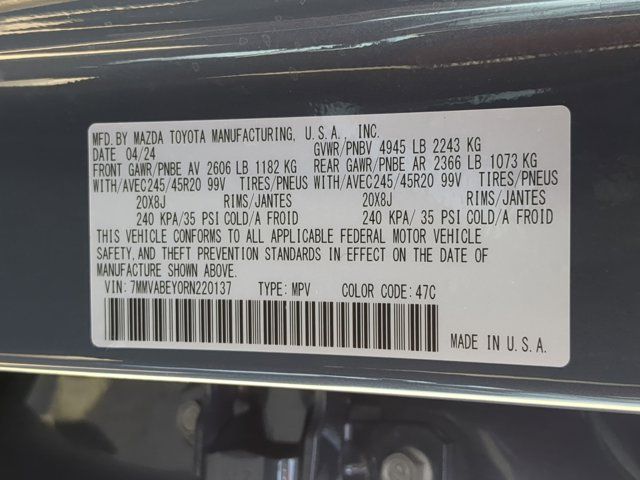 MFD.BY MAZDA TOYOTA MANUFACTURING, U.S.A., INC.
DATE 04/24 GVWR/PNBV 4945 LB 2243 KG
FRONT GAWR/PNBE AV 2606 LB 1182 KG REAR GAWR/PNBE AR 2366 LB 1073 KG
WITH/AVEC245/45R20 99V TIRES/PNEUS WITH/AVEC245/45R20 99V TIRES/PNEUS
20X8J RIMS/JANTES 20X8J RIMS/JANTES
240 KPA/ 35 PSI COLD/A FROID 240 KPA/ 35 PSI COLD/A FROID
THIS VEHICLE CONFORMS TO ALL APPLICABLE FEDERAL MOTOR VEHICLE
SAFETY, AND THEFT PREVENTION STANDARDS IN EFFECT ON THE DATE OF
MANUFACTURE SHOWN ABOVE.
VIN: 7MMVABEY0RN220137 TYPE: MPV COLOR CODE: 47C
MADE IN U.S.A.